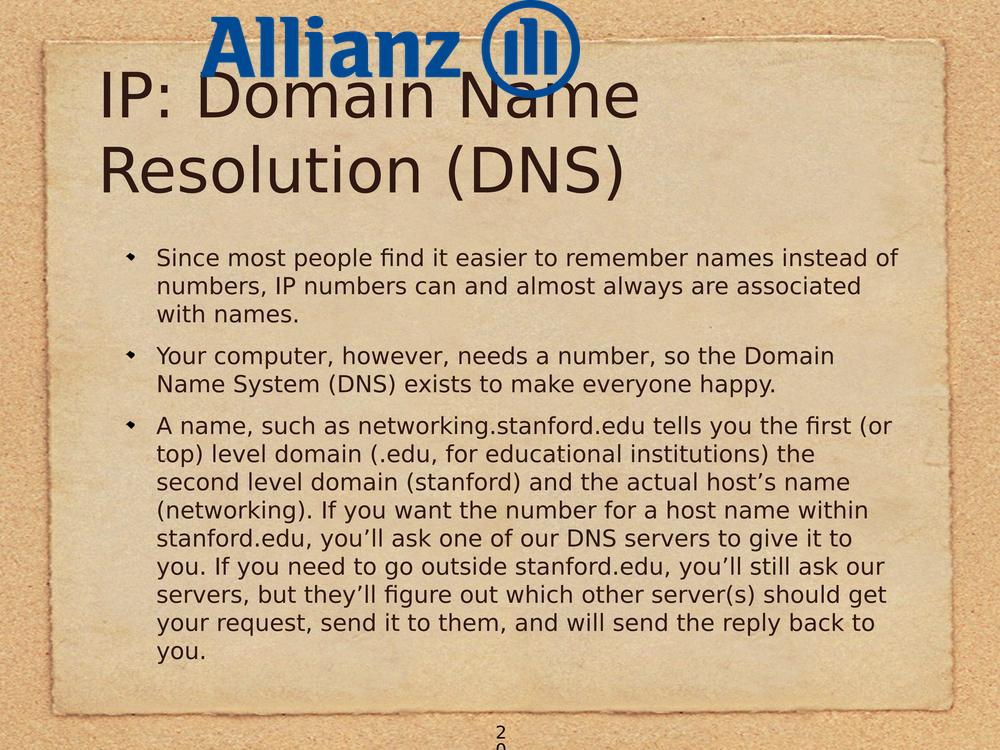 Allianz
IP: Domain Name
Resolution (DNS)
Since most people find it easier to remember names instead of
numbers, IP numbers can and almost always are associated
with names.
Your computer, however, needs a number, so the Domain
Name System (DNS) exists to make everyone happy.
A name, such as networking.stanford.edu tells you the first (or
top) level domain (.edu, for educational institutions) the
second level domain (stanford) and the actual host’s name
(networking). If you want the number for a host name within
stanford.edu, you’ll ask one of our DNS servers to give it to
you. If you need to go outside stanford.edu, you’ll still ask our
servers, but they’ll figure out which other server(s) should get
your request, send it to them, and will send the reply back to
you.
2
0